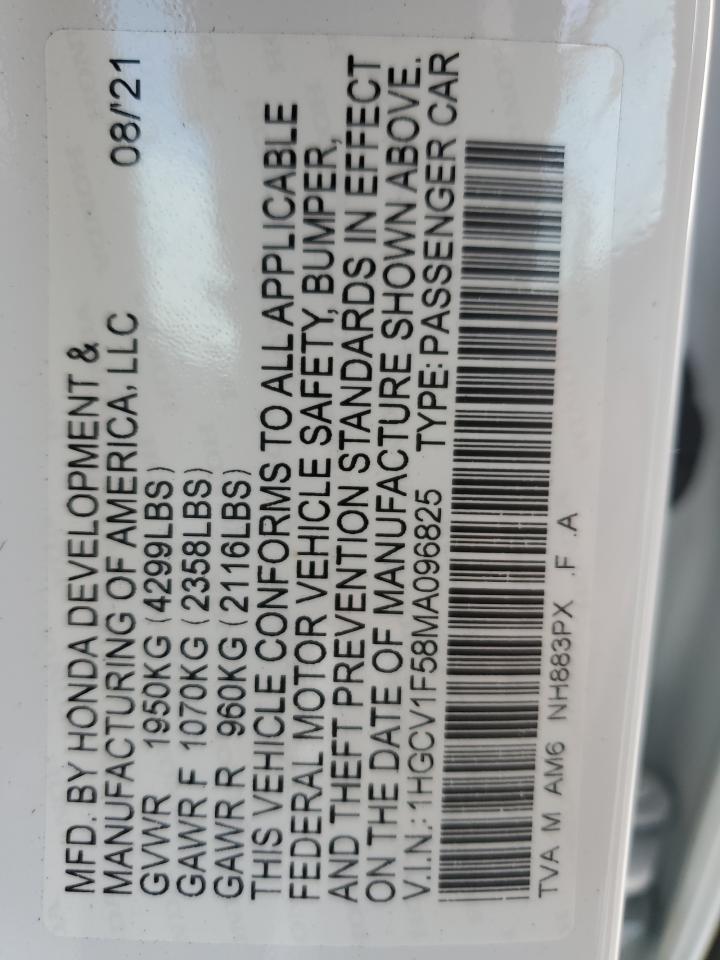 MFD. BY HONDA DEVELOPMENT & 08/'21
MANUFACTURING OF AMERICA, LLC
GVWR 1950KG (4299LBS)
GAWR F 1070KG (2358LBS)
GAWR R 960KG (2116LBS)
THIS VEHICLE CONFORMS TO ALL APPLICABLE
FEDERAL MOTOR VEHICLE SAFETY, BUMPER,
AND THEFT PREVENTION STANDARDS IN EFFECT
ON THE DATE OF MANUFACTURE SHOWN ABOVE.
V.I.N.: 1HGCV1F58MA096825 TYPE: PASSENGER CAR
TVA M AM6 NH883PX .F .A